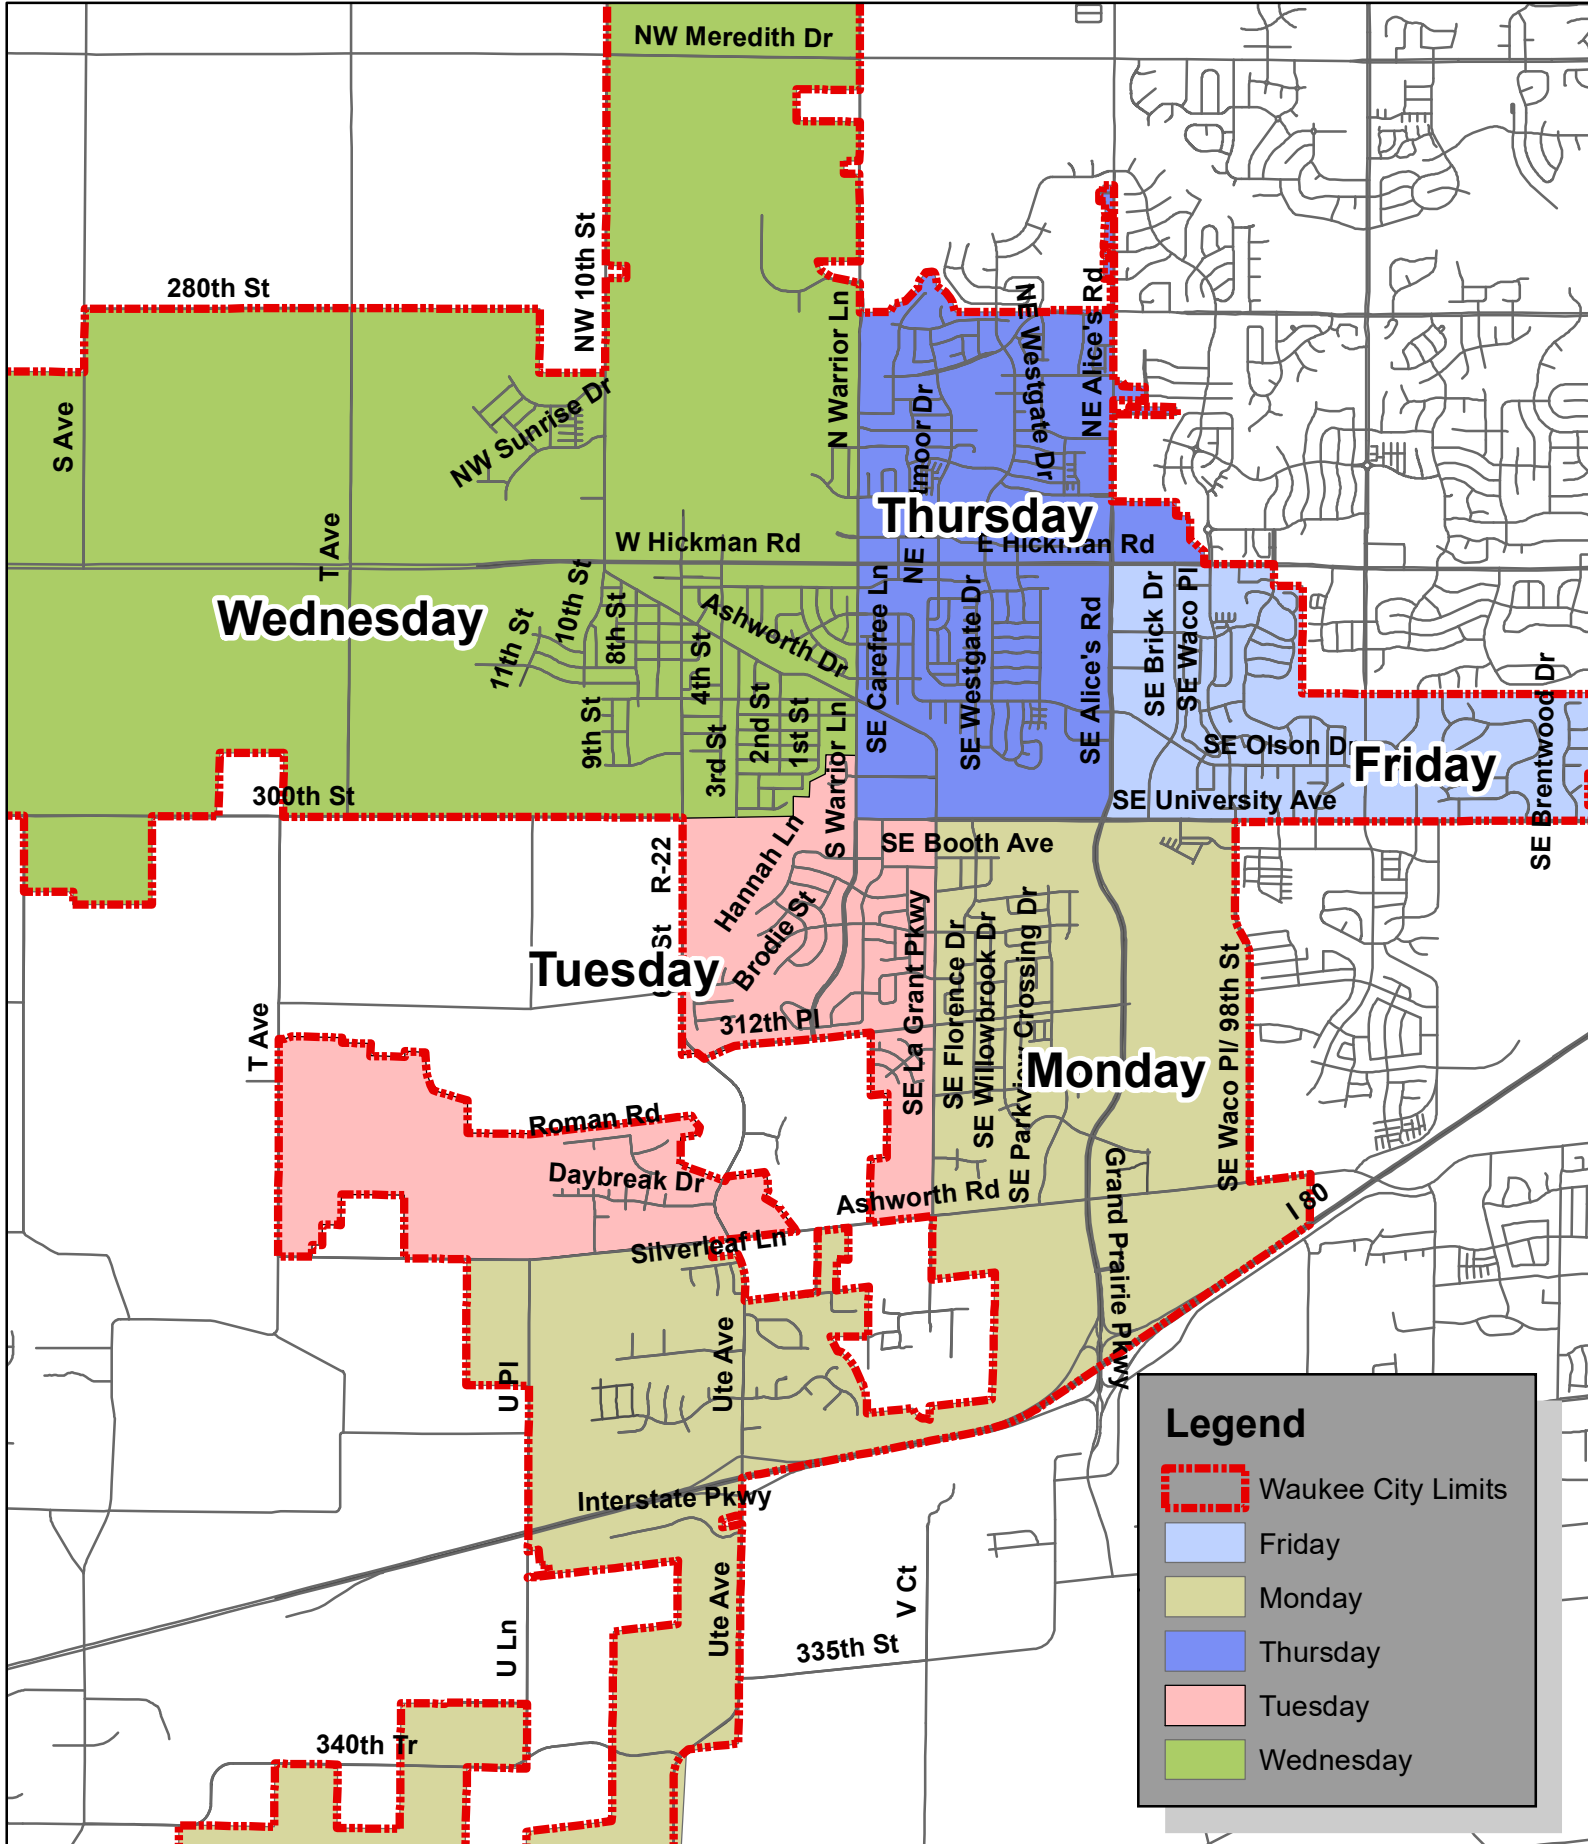 NW Meredith Dr
280th St
NW 10th St
N Warrior Ln
NE Westgate Dr
NE Alice's Rd
S Ave
NW Sunrise Dr
tmoor Dr
NE
Thursday
T Ave
W Hickman Rd
E Hickman Rd
Wednesday
11th St
10th St
8th St
Ashworth Dr
4th St
SE Carefree Ln
SE Westgate Dr
SE Alice's Rd
SE Brick Dr
SE Waco Pl
9th St
3rd St
2nd St
1st St
S Warrior Ln
SE Olson Dr
Friday
SE Brentwood Dr
300th St
SE University Ave
R-22
St
Hannah Ln
SE Booth Ave
Brodie St
Tuesday
SE La Grant Pkwy
SE Florence Dr
SE Willowbrook Dr
SE Parkview Crossing Dr
SE Waco Pl/ 98th St
T Ave
312th Pl
Monday
Roman Rd
Daybreak Dr
Ashworth Rd
Grand Prairie Pkwy
I 80
Silverleaf Ln
U Pl
Ute Ave
Interstate Pkwy
Ute Ave
V Ct
U Ln
335th St
340th Tr
Legend
Waukee City Limits
Friday
Monday
Thursday
Tuesday
Wednesday